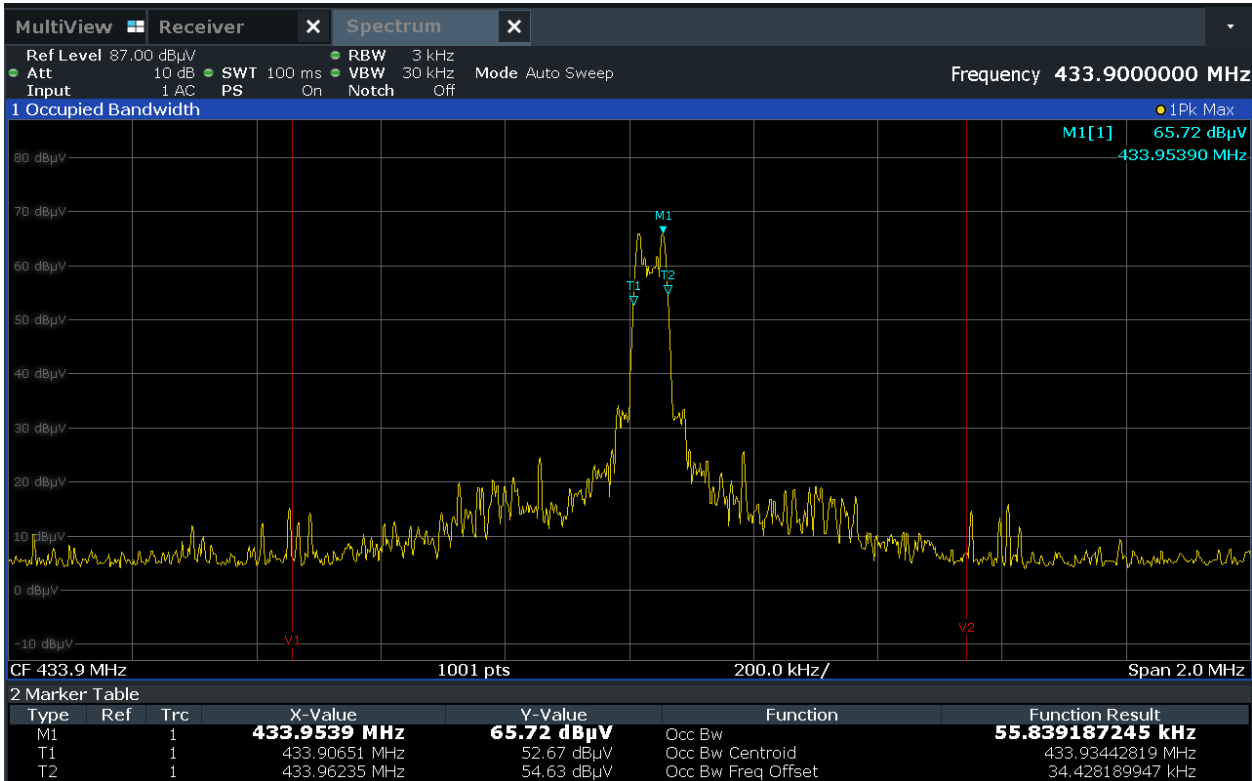 MultiView Receiver X Spectrum X
Ref Level 87.00 dBµV RBW 3 kHz
Att 10 dB SWT 100 ms VBW 30 kHz Mode Auto Sweep Frequency 433.9000000 MHz
Input 1 AC PS On Notch Off
1 Occupied Bandwidth 1Pk Max
M1[1] 65.72 dBµV
433.95390 MHz
80 dBµV
70 dBµV
M1
60 dBµV
T2
T1
50 dBµV
40 dBµV
30 dBµV
20 dBµV
10 dBµV
0 dBµV
V2
V1
-10 dBµV
CF 433.9 MHz 1001 pts 200.0 kHz/ Span 2.0 MHz
2 Marker Table
Type Ref Trc X-Value Y-Value Function Function Result
M1 1 433.9539 MHz 65.72 dBµV Occ Bw 55.839187245 kHz
T1 1 433.90651 MHz 52.67 dBµV Occ Bw Centroid 433.93442819 MHz
T2 1 433.96235 MHz 54.63 dBµV Occ Bw Freq Offset 34.428189947 kHz